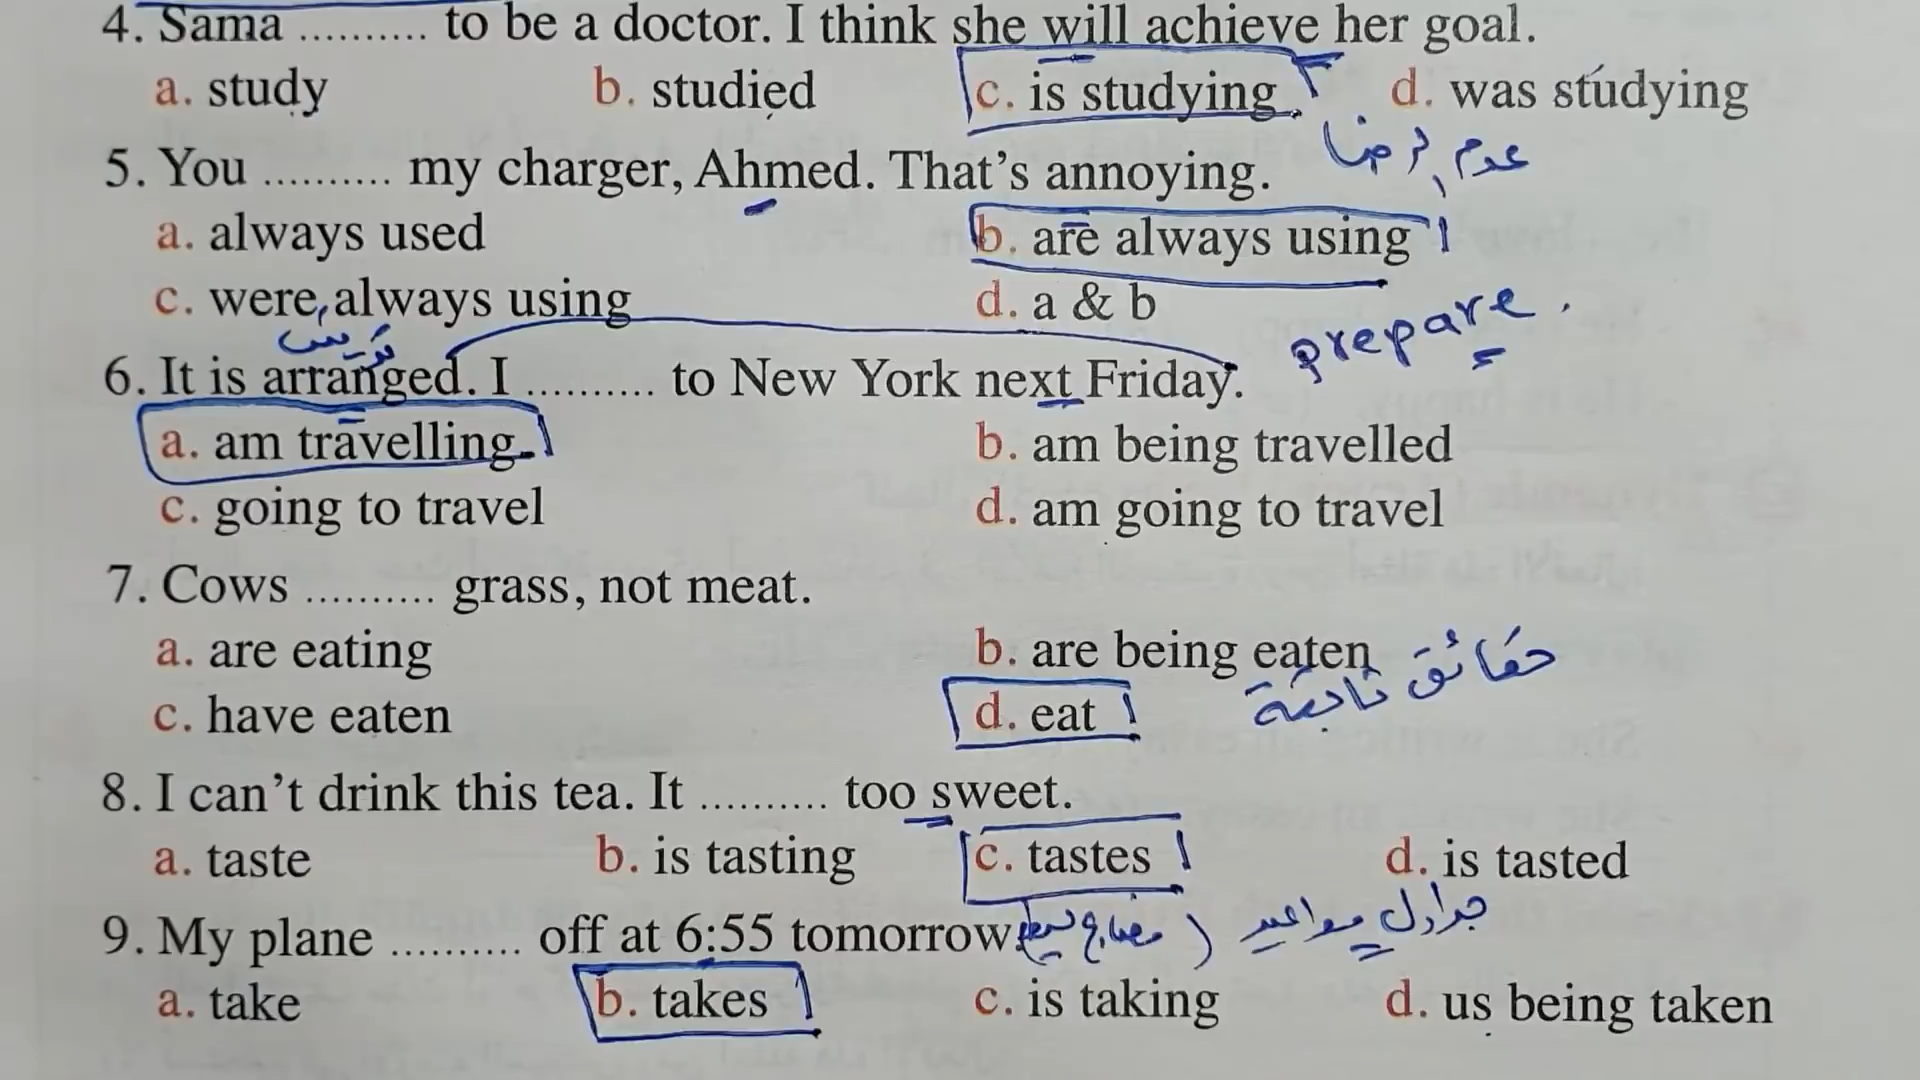 4. Sama .......... to be a doctor. I think she will achieve her goal.
a. study b. studied c. is studying d. was studying
عدم الرضا
5. You .......... my charger, Ahmed. That's annoying.
a. always used b. are always using
c. were always using d. a & b
prepare
6. It is arranged. I .......... to New York next Friday.
a. am travelling b. am being travelled
c. going to travel d. am going to travel
7. Cows .......... grass, not meat.
a. are eating b. are being eaten
حقائق ثابتة
c. have eaten d. eat
8. I can't drink this tea. It .......... too sweet.
a. taste b. is tasting c. tastes d. is tasted
9. My plane .......... off at 6:55 tomorrow.
جداول مواعيد (مضارع بسيط
a. take b. takes c. is taking d. us being taken